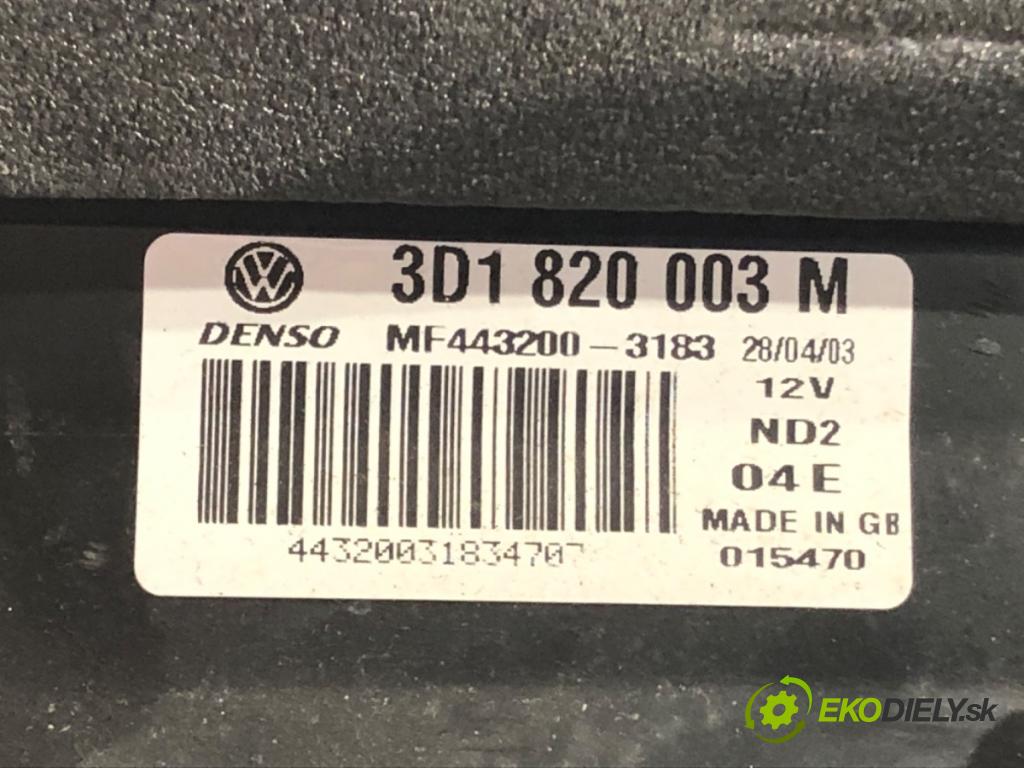 3D1 820 003 M
DENSO MF443200-3183 28/04/03
12V
ND2
04E
MADE IN GB
44320031834707 015470
EKODIELY.sk